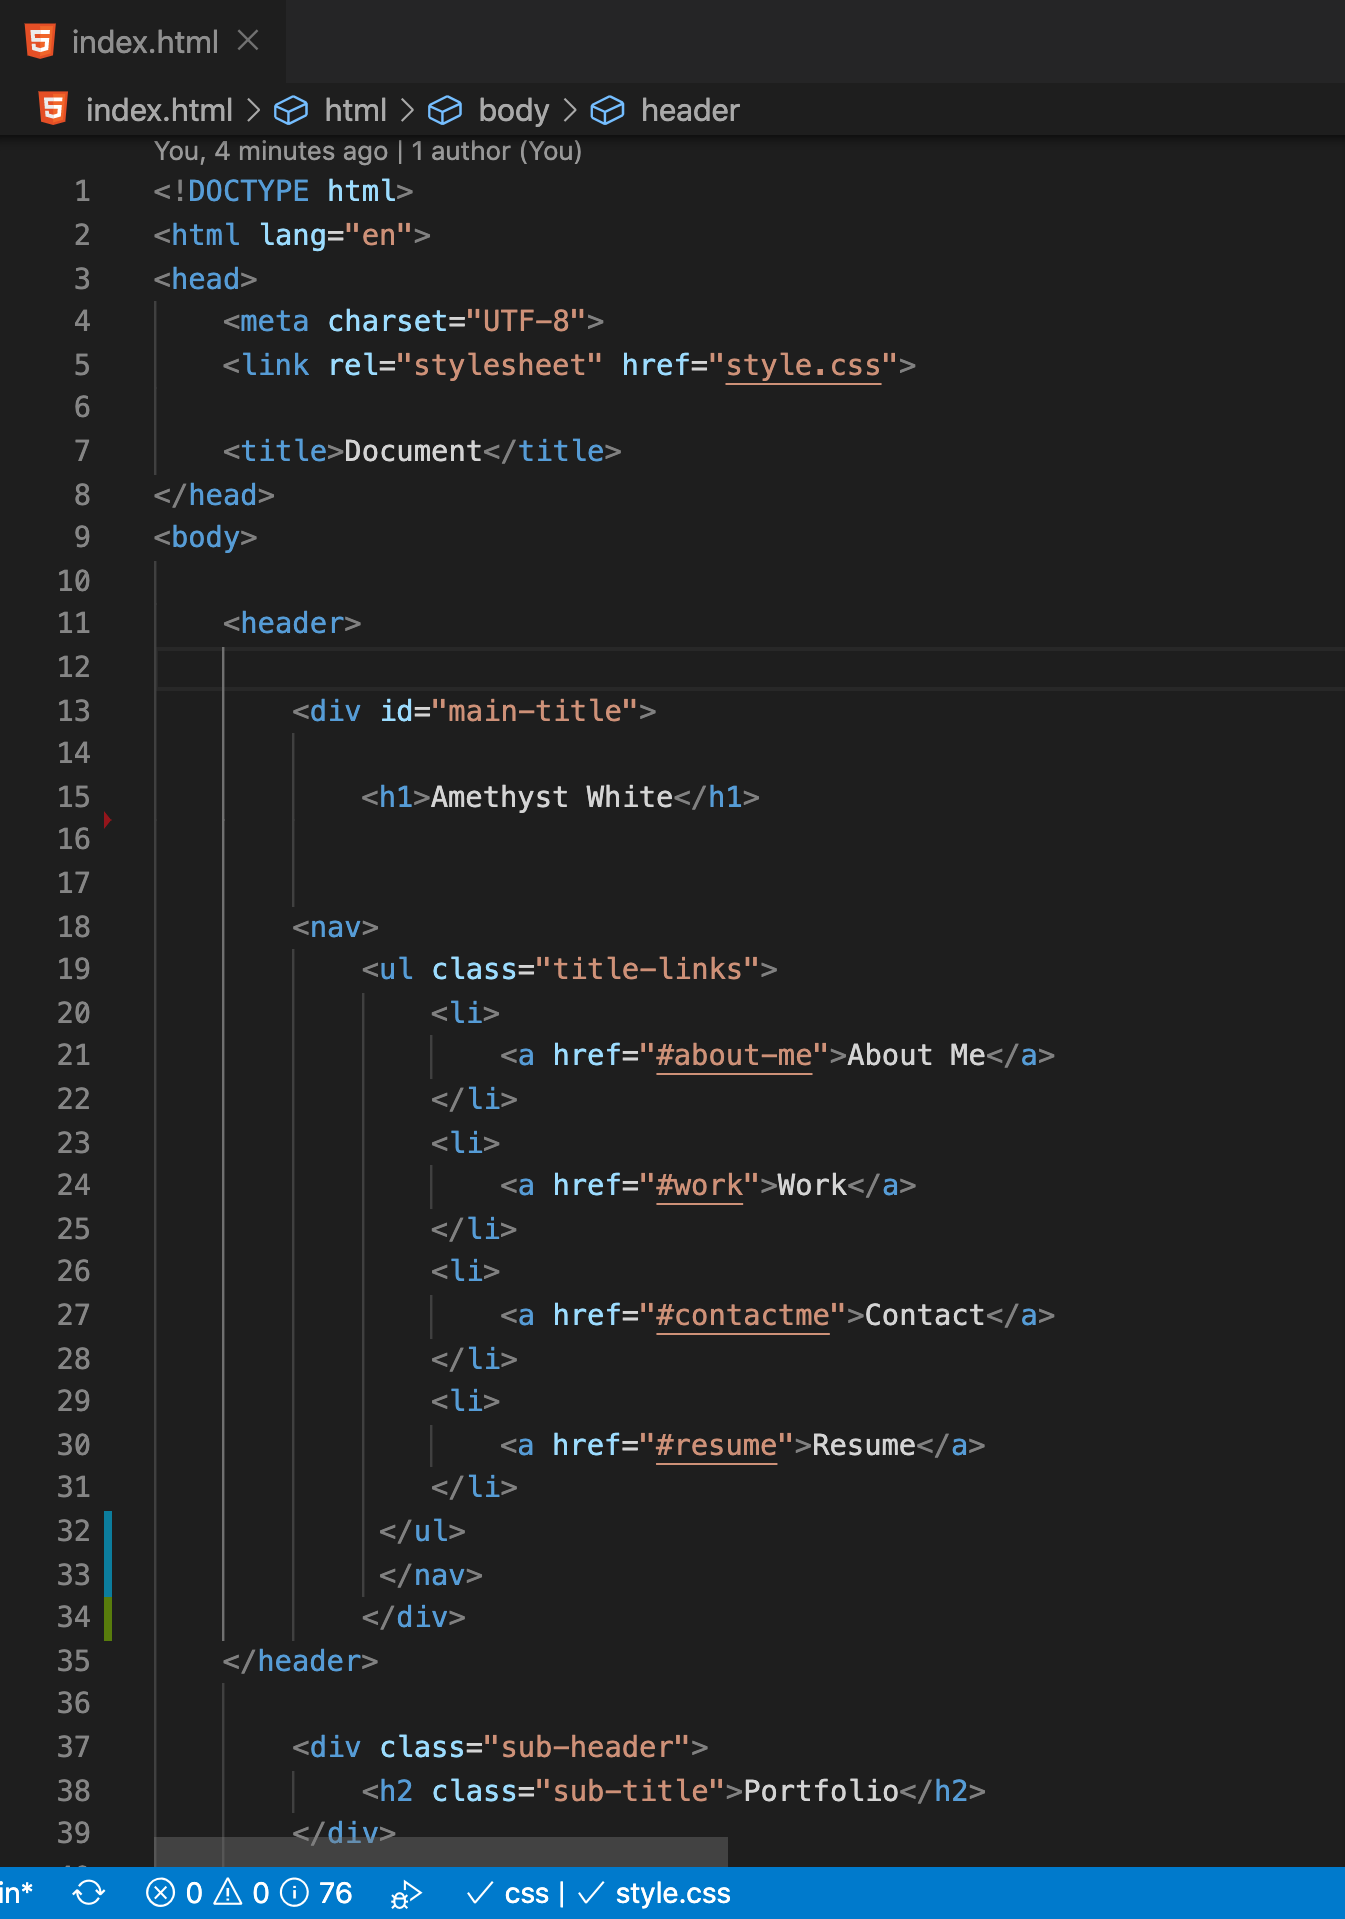 index.html
index.html > html > body > header
You, 4 minutes ago | 1 author (You)
1 <!DOCTYPE html>
2 <html lang="en">
3 <head>
4 <meta charset="UTF-8">
5 <link rel="stylesheet" href="style.css">
6
7 <title>Document</title>
8 </head>
9 <body>
10
11 <header>
12
13 <div id="main-title">
14
15 <h1>Amethyst White</h1>
16
17
18 <nav>
19 <ul class="title-links">
20 <li>
21 <a href="#about-me">About Me</a>
22 </li>
23 <li>
24 <a href="#work">Work</a>
25 </li>
26 <li>
27 <a href="#contactme">Contact</a>
28 </li>
29 <li>
30 <a href="#resume">Resume</a>
31 </li>
32 </ul>
33 </nav>
34 </div>
35 </header>
36
37 <div class="sub-header">
38 <h2 class="sub-title">Portfolio</h2>
39 </div>
in* 0 0 76 css | style.css